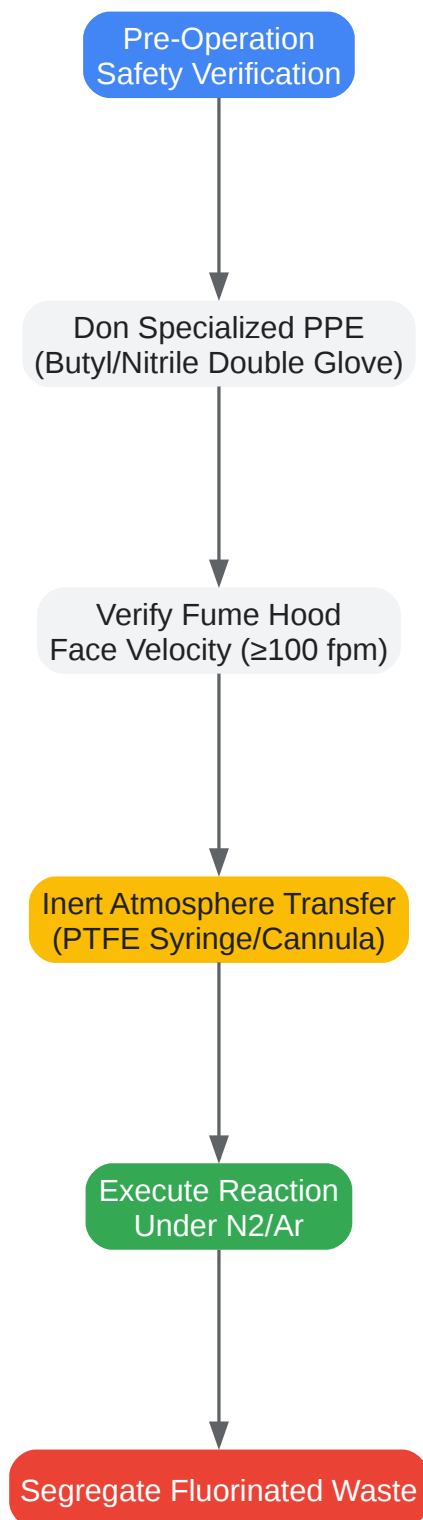 Pre-Operation
Safety Verification
Don Specialized PPE
(Butyl/Nitrile Double Glove)
Verify Fume Hood
Face Velocity (≥100 fpm)
Inert Atmosphere Transfer
(PTFE Syringe/Cannula)
Execute Reaction
Under N2/Ar
Segregate Fluorinated Waste